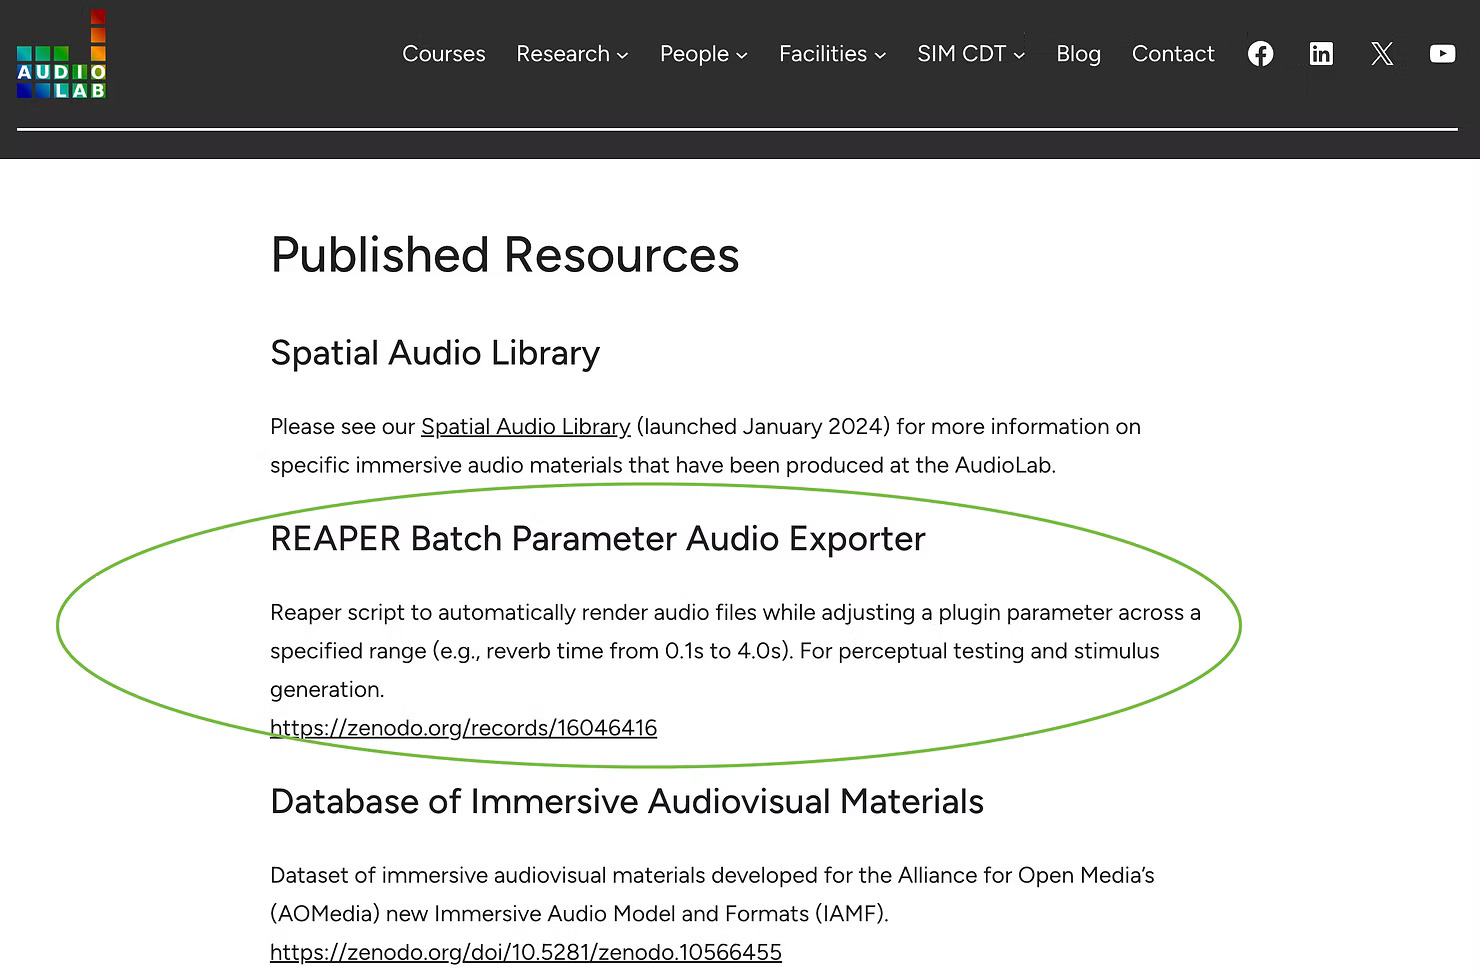 AUDIO
LAB
Courses Research People Facilities SIM CDT Blog Contact
Published Resources
Spatial Audio Library
Please see our Spatial Audio Library (launched January 2024) for more information on
specific immersive audio materials that have been produced at the AudioLab.
REAPER Batch Parameter Audio Exporter
Reaper script to automatically render audio files while adjusting a plugin parameter across a
specified range (e.g., reverb time from 0.1s to 4.0s). For perceptual testing and stimulus
generation.
https://zenodo.org/records/16046416
Database of Immersive Audiovisual Materials
Dataset of immersive audiovisual materials developed for the Alliance for Open Media’s
(AOMedia) new Immersive Audio Model and Formats (IAMF).
https://zenodo.org/doi/10.5281/zenodo.10566455